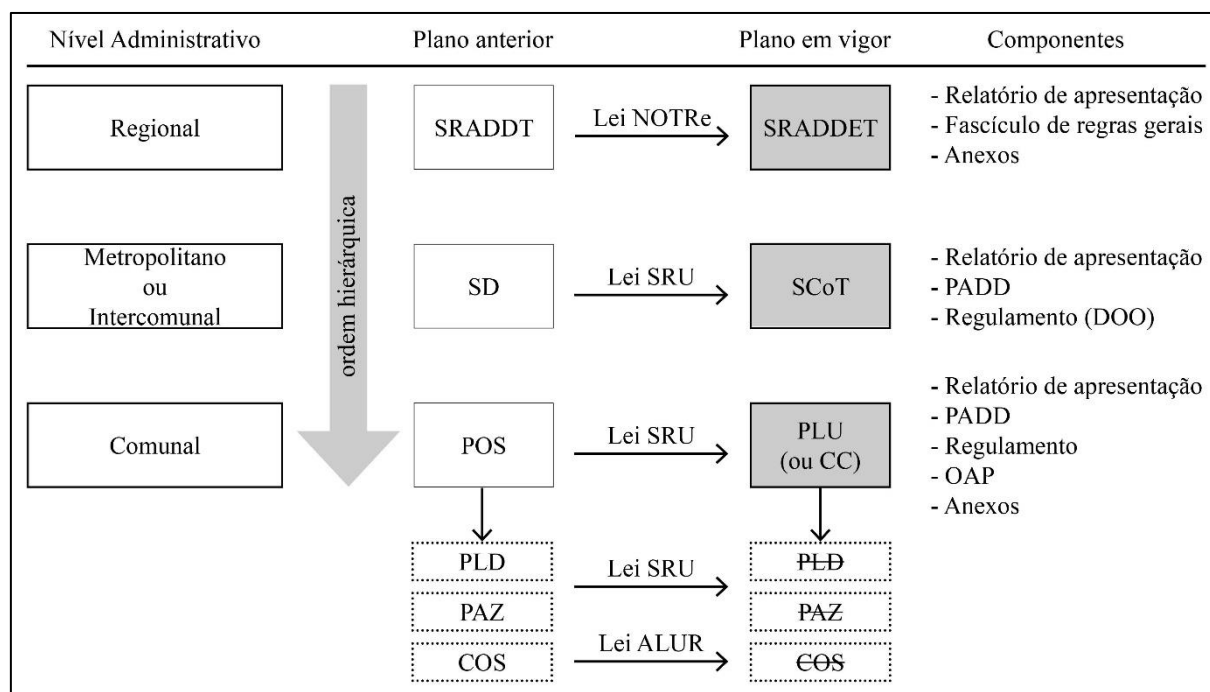 Nível Administrativo
Plano anterior
Plano em vigor
Componentes
Regional
SRADDT
Lei NOTRe
SRADDET
- Relatório de apresentação
- Fascículo de regras gerais
- Anexos
ordem hierárquica
Metropolitano
ou
Intercomunal
SD
Lei SRU
SCoT
- Relatório de apresentação
- PADD
- Regulamento (DOO)
Comunal
POS
Lei SRU
PLU
(ou CC)
- Relatório de apresentação
- PADD
- Regulamento
- OAP
- Anexos
PLD
Lei SRU
PLD
PAZ
PAZ
COS
Lei ALUR
COS